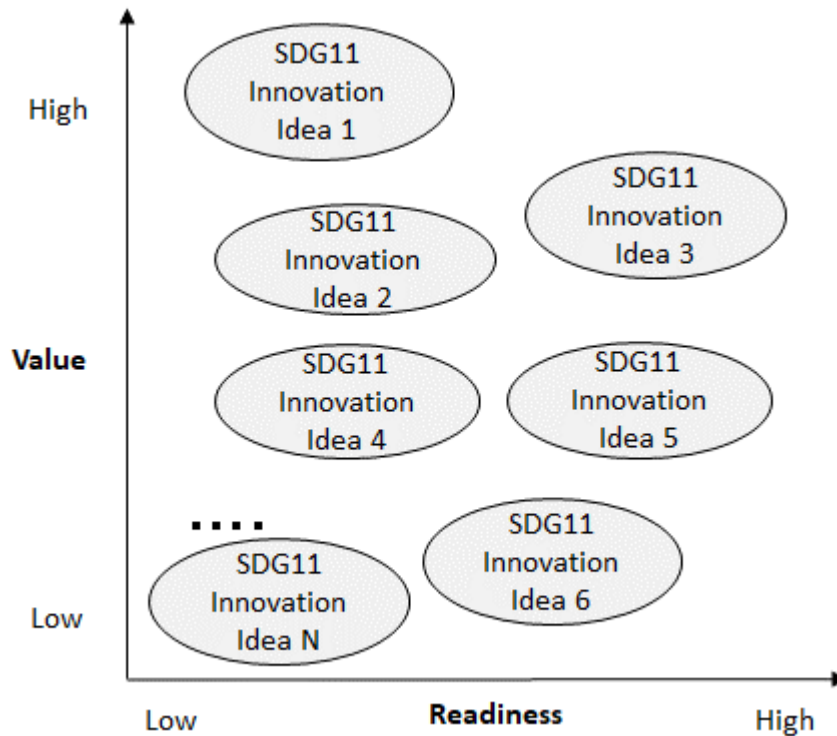 High
SDG11
Innovation
Idea 1
SDG11
Innovation
Idea 3
SDG11
Innovation
Idea 2
Value
SDG11
Innovation
Idea 4
SDG11
Innovation
Idea 5
....
SDG11
Innovation
Idea 6
SDG11
Innovation
Idea N
Low
Low
Readiness
High